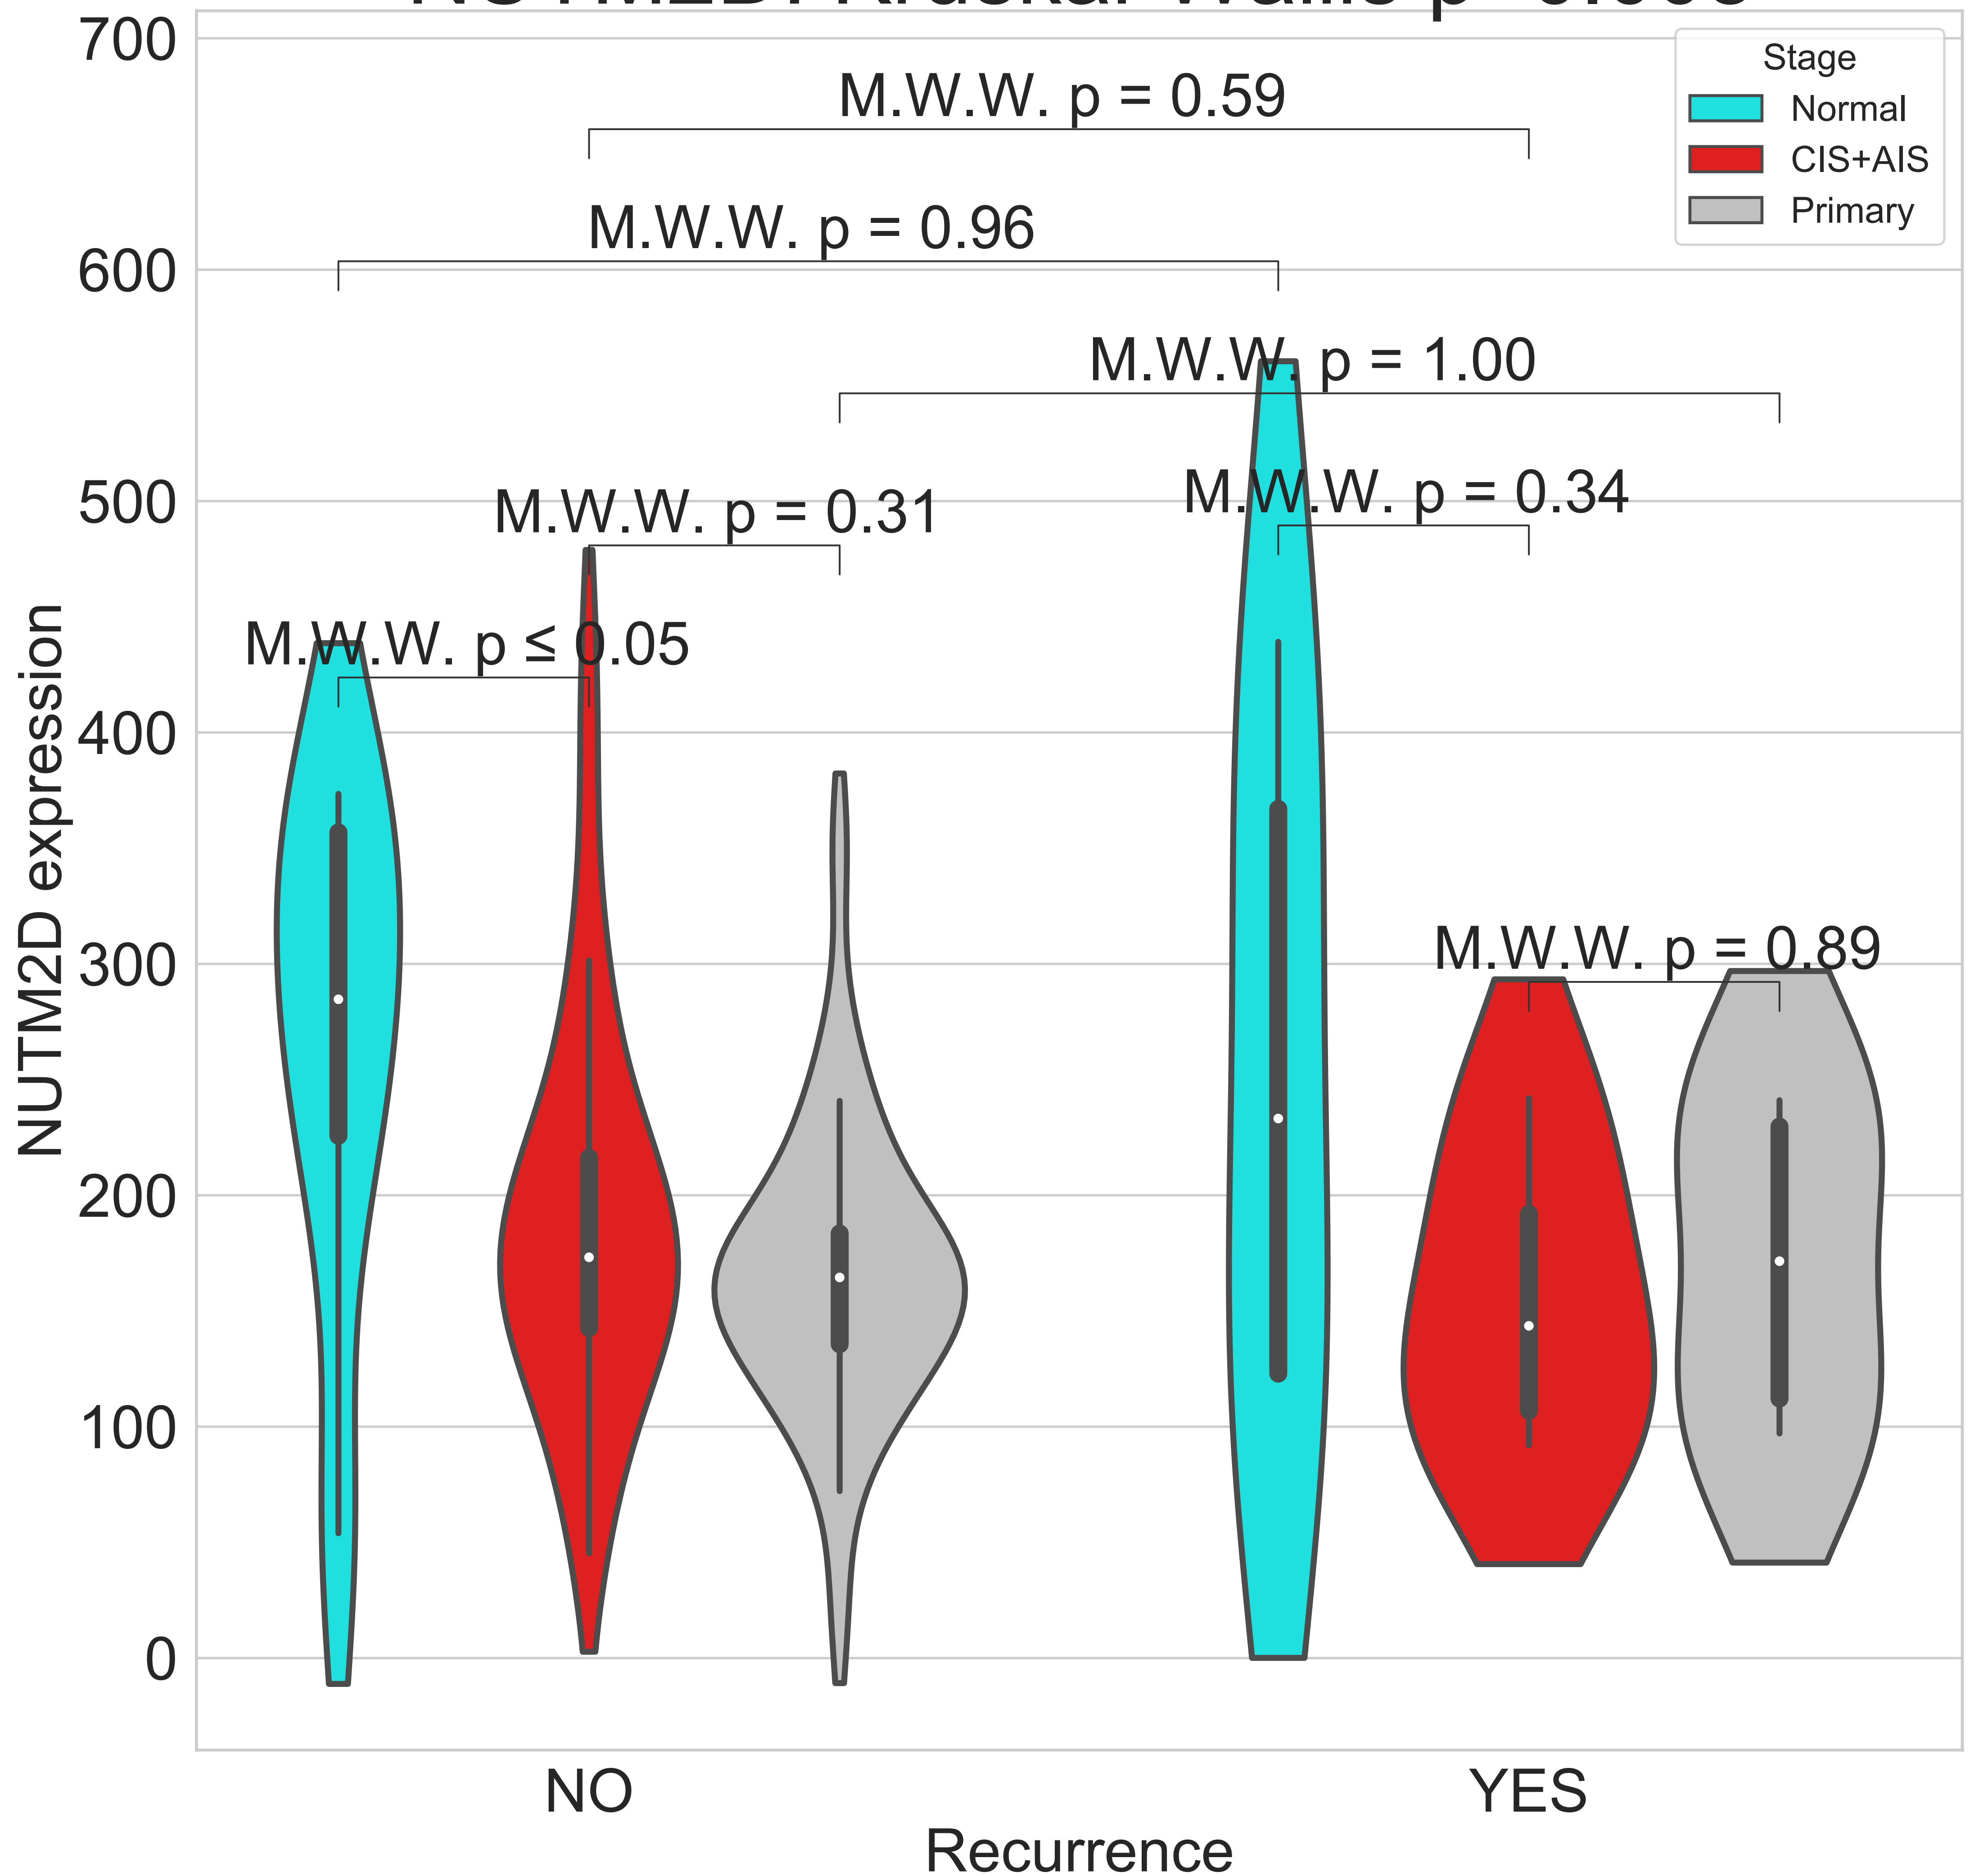 700
600
500
400
300
200
100
0
NUTM2D expression
M.W.W. p = 0.59
M.W.W. p = 0.96
M.W.W. p = 1.00
M.W.W. p = 0.31
M.W.W. p = 0.34
M.W.W. p ≤ 0.05
M.W.W. p = 0.89
Stage
Normal
CIS+AIS
Primary
NO
YES
Recurrence